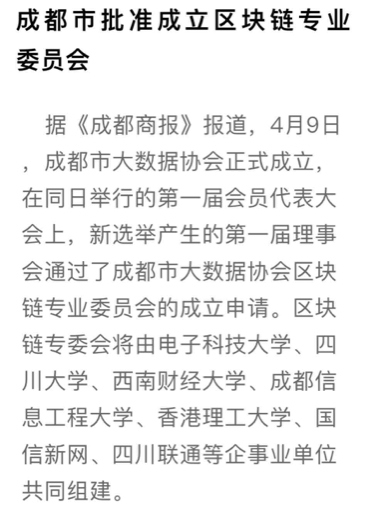 成都市批准成立区块链专业
委员会
据《成都商报》报道，4月9日
，成都市大数据协会正式成立，
在同日举行的第一届会员代表大
会上，新选举产生的第一届理事
会通过了成都市大数据协会区块
链专业委员会的成立申请。区块
链专委会将由电子科技大学、四
川大学、西南财经大学、成都信
息工程大学、香港理工大学、国
信新网、四川联通等企事业单位
共同组建。